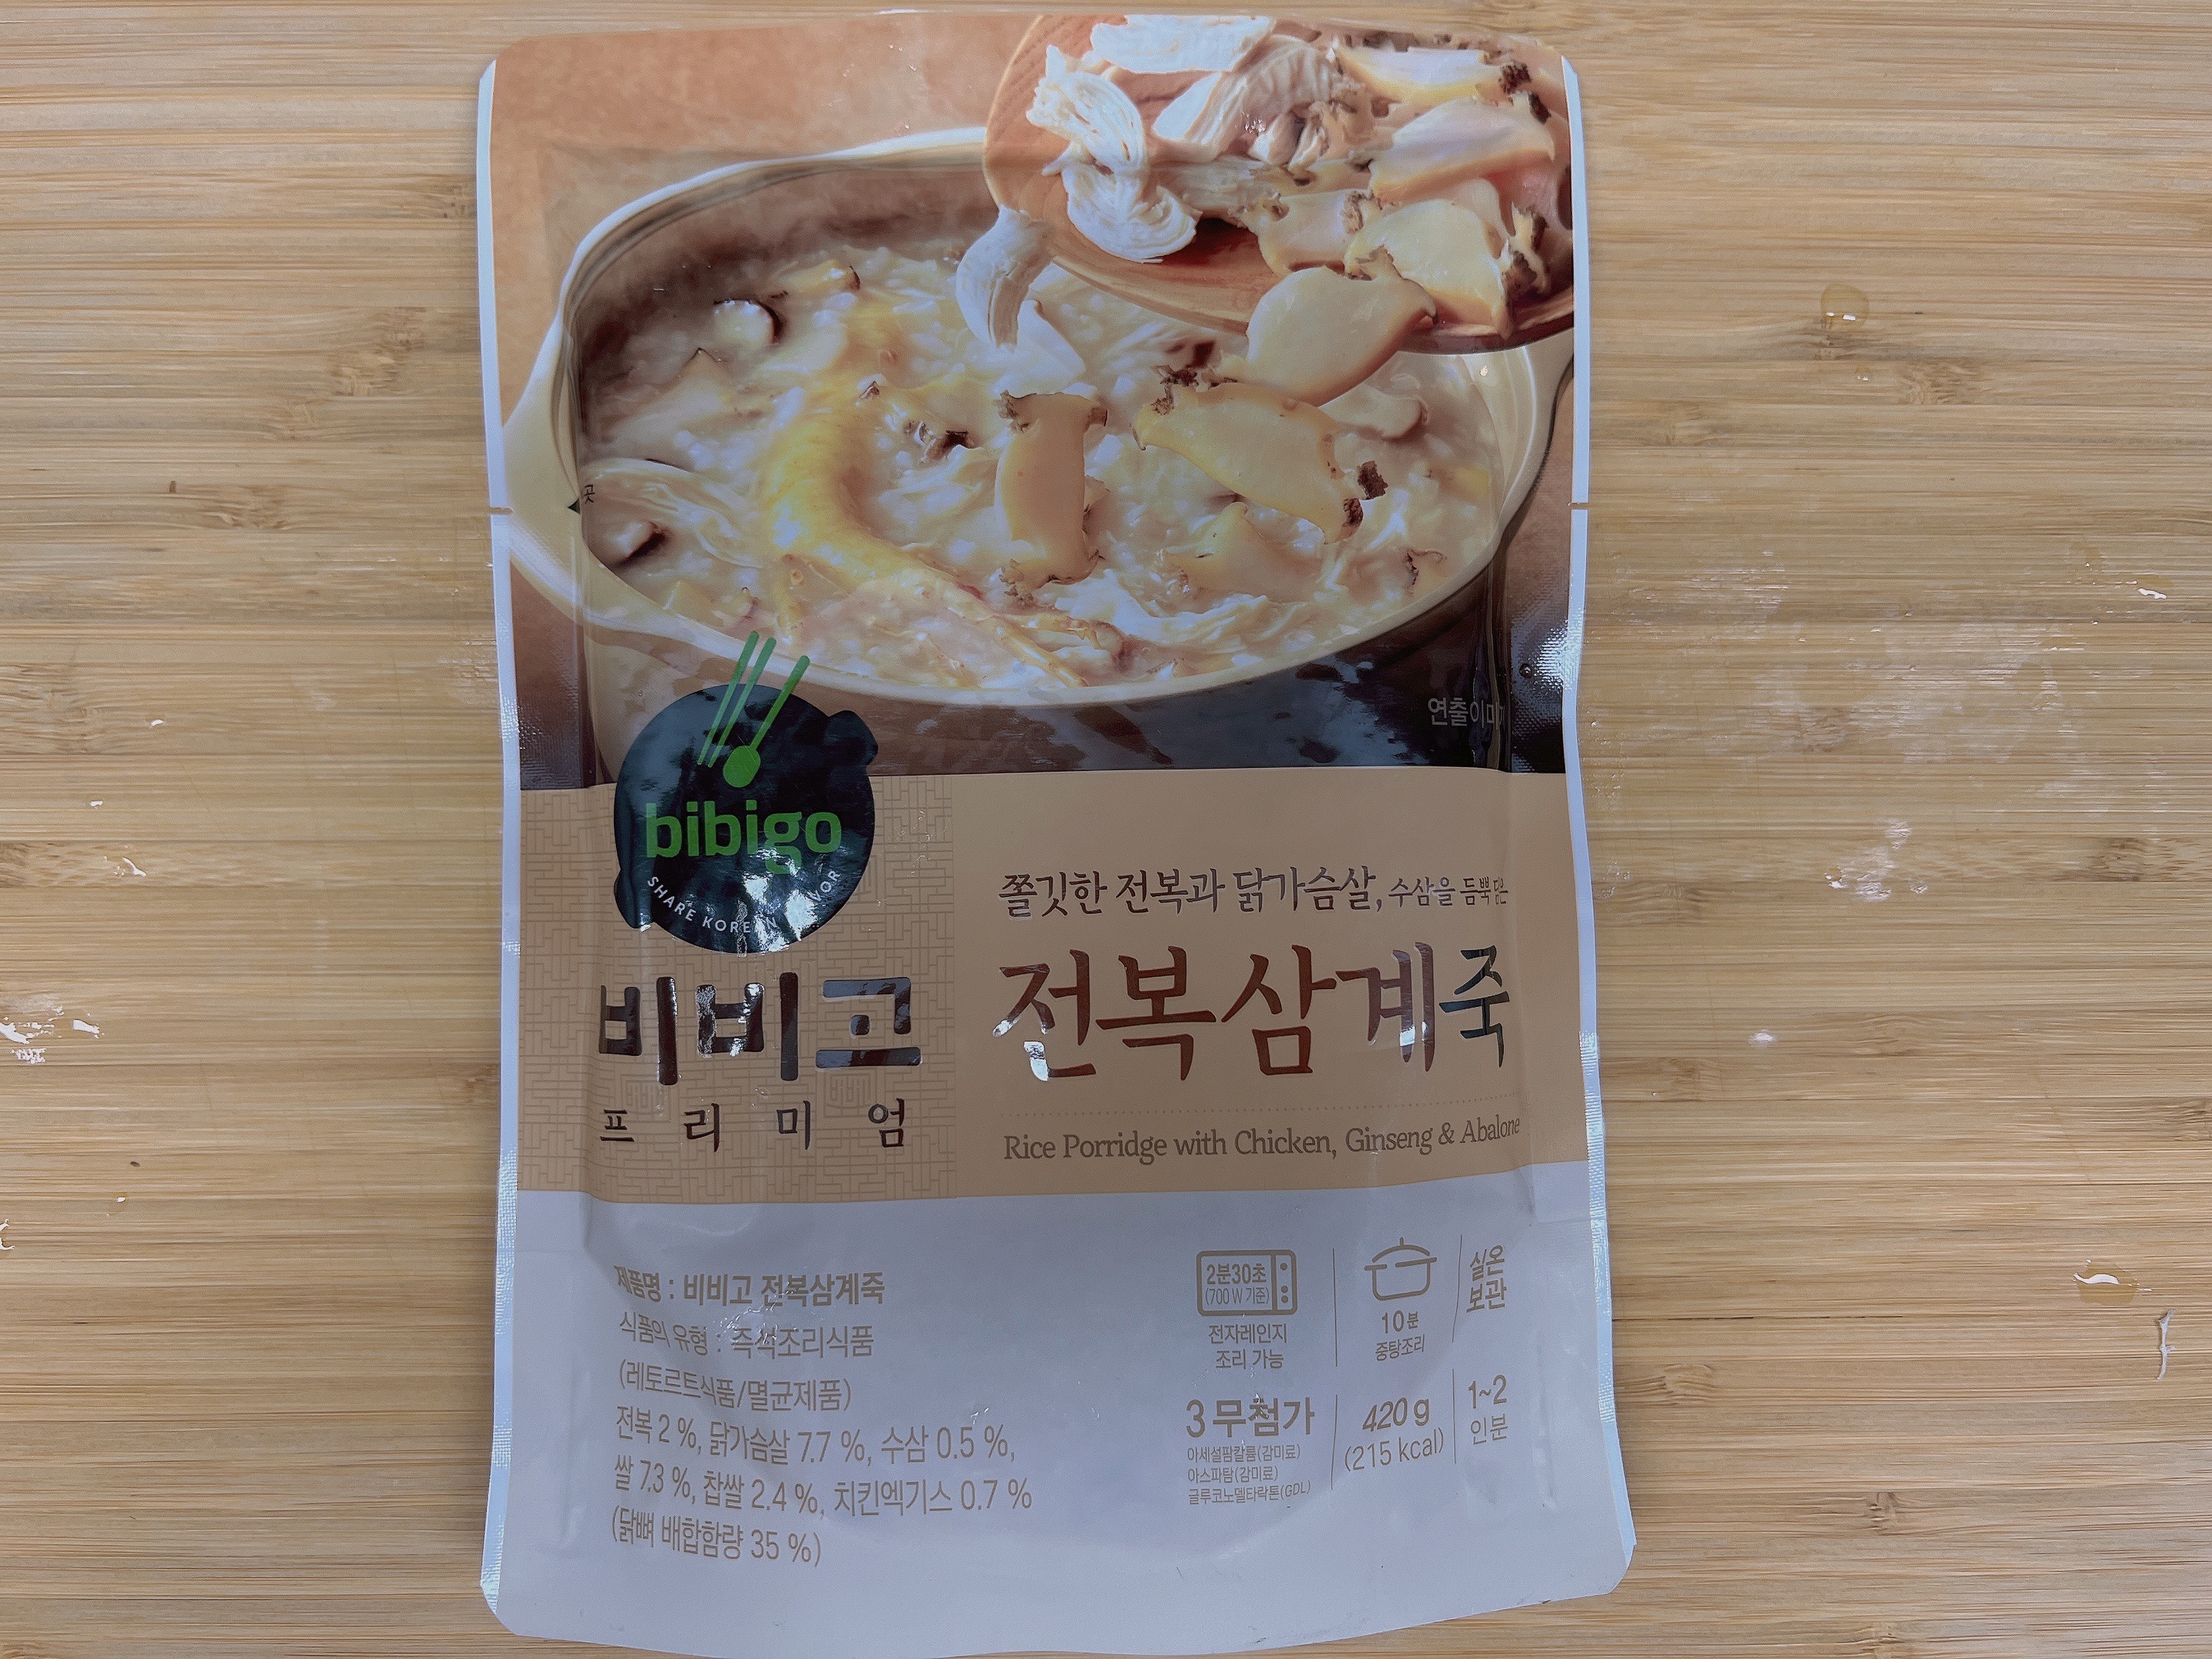 곳
연출이미지
bibigo
SHARE KOREAN
비비고
프리미엄
쫄깃한 전복과 닭가슴살, 수삼을 듬뿍 담은
전복삼계죽
Rice Porridge with Chicken, Ginseng & Abalone
제품명 : 비비고 전복삼계죽
식품의 유형 : 즉석조리식품
(레토르트식품/멸균제품)
전복 2 %, 닭가슴살 7.7 %, 수삼 0.5 %,
쌀 7.3 %, 찹쌀 2.4 %, 치킨엑기스 0.7 %
(닭뼈 배합함량 35 %)
2분30초
(700 W 기준)
전자레인지
조리 가능
10분
중탕조리
실온
보관
3무첨가
아세설팜칼륨(감미료)
아스파탐(감미료)
글루코노델타락톤(GDL)
420 g
(215 kcal)
1~2
인분